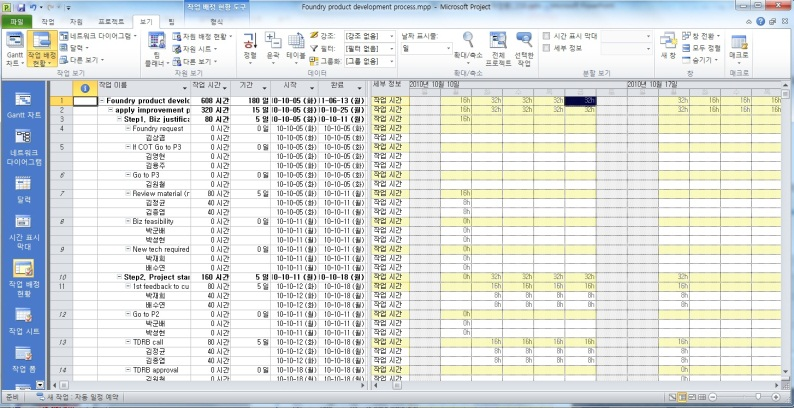 작업 배정 현황 도구
Foundry product development process.mpp - Microsoft Project
파일 작업 자원 프로젝트 보기 팀 형식
Gantt 차트
작업 배정 현황
네트워크 다이어그램
달력
다른 보기
작업 보기
팀 플래너
자원 배정 현황
자원 시트
다른 보기
자원 보기
정렬
윤곽
테이블
강조: [강조 없음]
필터: [필터 없음]
그룹화: [그룹 없음]
데이터
날짜 표시줄:
일
확대/축소
전체 프로젝트
선택한 작업
확대/축소
시간 표시 막대
세부 정보
분할 보기
새 창
창 전환
모두 정렬
숨기기
창
매크로
매크로
작업 이름 작업 시간 기간 시작 완료 세부 정보 2010년 10월 10일 2010년 10월 17일
1 Foundry product develo 608 시간 180 일 10-10-05 (화) 11-06-13 (월) 작업 시간 16h 32h 32h 32h 32h 32h 16h 16h 16h
2 apply improvement p 320 시간 15 일 10-10-05 (화) 10-10-25 (월) 작업 시간 16h 32h 32h 32h 32h 32h 16h 16h 16h
3 Step1, Biz justifica 80 시간 5 일 10-10-05 (화) 10-10-11 (월) 작업 시간 16h
4 Foundry request 0 시간 0 일 10-10-05 (화) 10-10-05 (화) 작업 시간
0 시간 10-10-05 (화) 10-10-05 (화) 작업 시간
5 If COT Go to P3 0 시간 0 일 10-10-05 (화) 10-10-05 (화) 작업 시간
김영현 0 시간 10-10-05 (화) 10-10-05 (화) 작업 시간
김용주 0 시간 10-10-05 (화) 10-10-05 (화) 작업 시간
6 Go to P3 0 시간 0 일 10-10-05 (화) 10-10-05 (화) 작업 시간
김원철 0 시간 10-10-05 (화) 10-10-05 (화) 작업 시간
7 Review material (r 80 시간 5 일 10-10-05 (화) 10-10-11 (월) 작업 시간 16h
김정균 40 시간 10-10-05 (화) 10-10-11 (월) 작업 시간 8h
김종엽 40 시간 10-10-05 (화) 10-10-11 (월) 작업 시간 8h
8 Biz feasibility 0 시간 0 일 10-10-11 (월) 10-10-11 (월) 작업 시간 0h
박군배 0 시간 10-10-11 (월) 10-10-11 (월) 작업 시간 0h
박성현 0 시간 10-10-11 (월) 10-10-11 (월) 작업 시간 0h
9 New tech required 0 시간 0 일 10-10-11 (월) 10-10-11 (월) 작업 시간 0h
박재희 0 시간 10-10-11 (월) 10-10-11 (월) 작업 시간 0h
배수연 0 시간 10-10-11 (월) 10-10-11 (월) 작업 시간 0h
10 Step2, Project star 160 시간 5 일 10-10-11 (월) 10-10-18 (월) 작업 시간 0h 32h 32h 32h 32h 32h
11 1st feedback to cu 80 시간 5 일 10-10-12 (화) 10-10-18 (월) 작업 시간 16h 16h 16h 16h 16h
박재희 40 시간 10-10-12 (화) 10-10-18 (월) 작업 시간 8h 8h 8h 8h 8h
배수연 40 시간 10-10-12 (화) 10-10-18 (월) 작업 시간 8h 8h 8h 8h 8h
12 Go to P2 0 시간 0 일 10-10-11 (월) 10-10-11 (월) 작업 시간 0h
박군배 0 시간 10-10-11 (월) 10-10-11 (월) 작업 시간 0h
박성현 0 시간 10-10-11 (월) 10-10-11 (월) 작업 시간 0h
13 TDRB call 80 시간 5 일 10-10-12 (화) 10-10-18 (월) 작업 시간 16h 16h 16h 16h 16h
김정균 40 시간 10-10-12 (화) 10-10-18 (월) 작업 시간 8h 8h 8h 8h 8h
김종엽 40 시간 10-10-12 (화) 10-10-18 (월) 작업 시간 8h 8h 8h 8h 8h
14 TDRB approval 0 시간 0 일 10-10-18 (월) 10-10-18 (월) 작업 시간 0h
0 시간 10-10-18 (월) 10-10-18 (월) 작업 시간 0h
Gantt 차트
네트워크 다이어그램
달력
시간 표시 막대
작업 배정 현황
작업 시트
작업 폼
준비 새 작업 : 자동 일정 예약